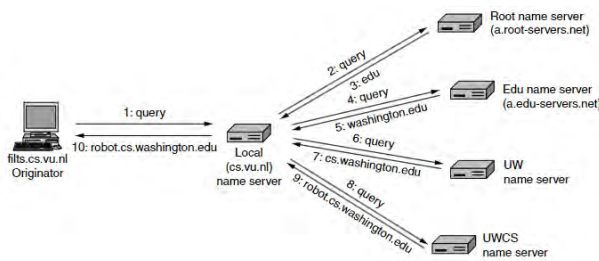 Root name server
(a.root-servers.net)
2: query
3: edu
4: query
Edu name server
(a.edu-servers.net)
1: query
5: washington.edu
6: query
10: robot.cs.washington.edu
filts.cs.vu.nl
Originator
Local
(cs.vu.nl)
name server
7: cs.washington.edu
UW
name server
8: query
9: robot.cs.washington.edu
UWCS
name server